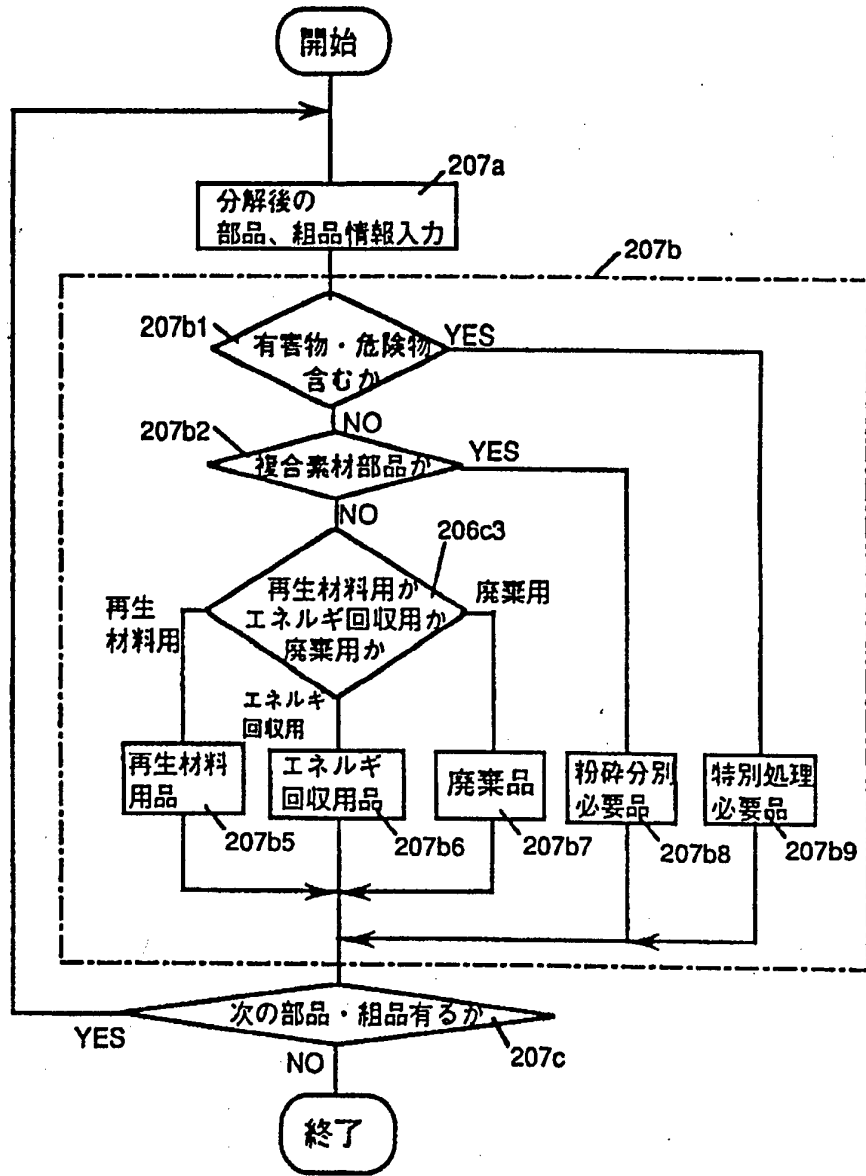 開始
207a
分解後の
部品、組品情報入力
207b
207b1
有害物・危険物
含むか
YES
NO
207b2
複合素材部品か
YES
NO
206c3
再生材料用か
エネルギ回収用か
廃棄用か
再生
材料用
廃棄用
エネルギ
回収用
再生材料
用品
エネルギ
回収用品
廃棄品
粉砕分別
必要品
特別処理
必要品
207b5
207b6
207b7
207b8
207b9
次の部品・組品有るか
YES
207c
NO
終了